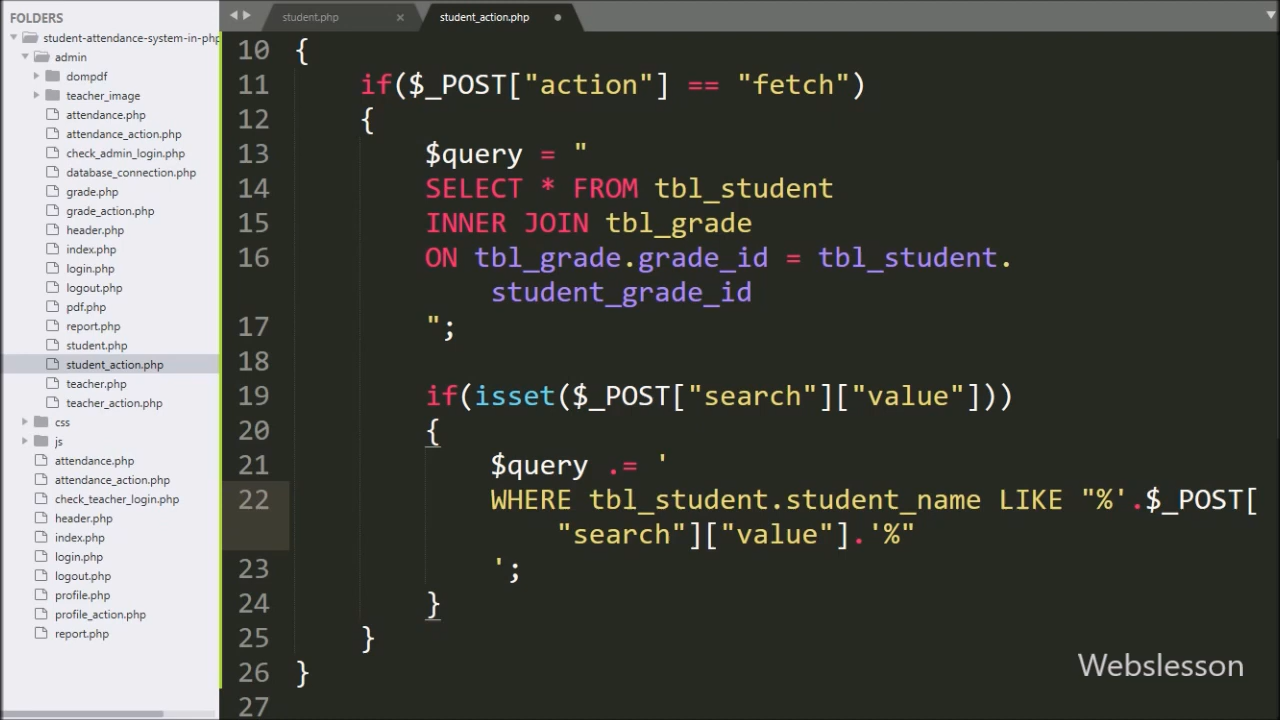 FOLDERS
student-attendance-system-in-php
admin
dompdf
teacher_image
attendance.php
attendance_action.php
check_admin_login.php
database_connection.php
grade.php
grade_action.php
header.php
index.php
login.php
logout.php
pdf.php
report.php
student.php
student_action.php
teacher.php
teacher_action.php
css
js
attendance.php
attendance_action.php
check_teacher_login.php
header.php
index.php
login.php
logout.php
profile.php
profile_action.php
report.php
student.php
student_action.php
10 {
11 if($_POST["action"] == "fetch")
12 {
13 $query = "
14 SELECT * FROM tbl_student
15 INNER JOIN tbl_grade
16 ON tbl_grade.grade_id = tbl_student.
student_grade_id
17 ";
18
19 if(isset($_POST["search"]["value"]))
20 {
21 $query .= '
22 WHERE tbl_student.student_name LIKE "%'.$_POST[
"search"]["value"].'%"
23 ';
24 }
25 }
26 }
27
Webslesson